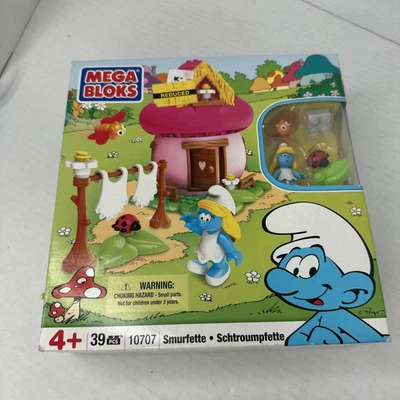 MEGA
BLOKS
REDUCED
WARNING:
CHOKING HAZARD - Small parts.
Not for children under 3 years.
© Peyo
4+ 39 10707 Smurfette • Schtroumpfette